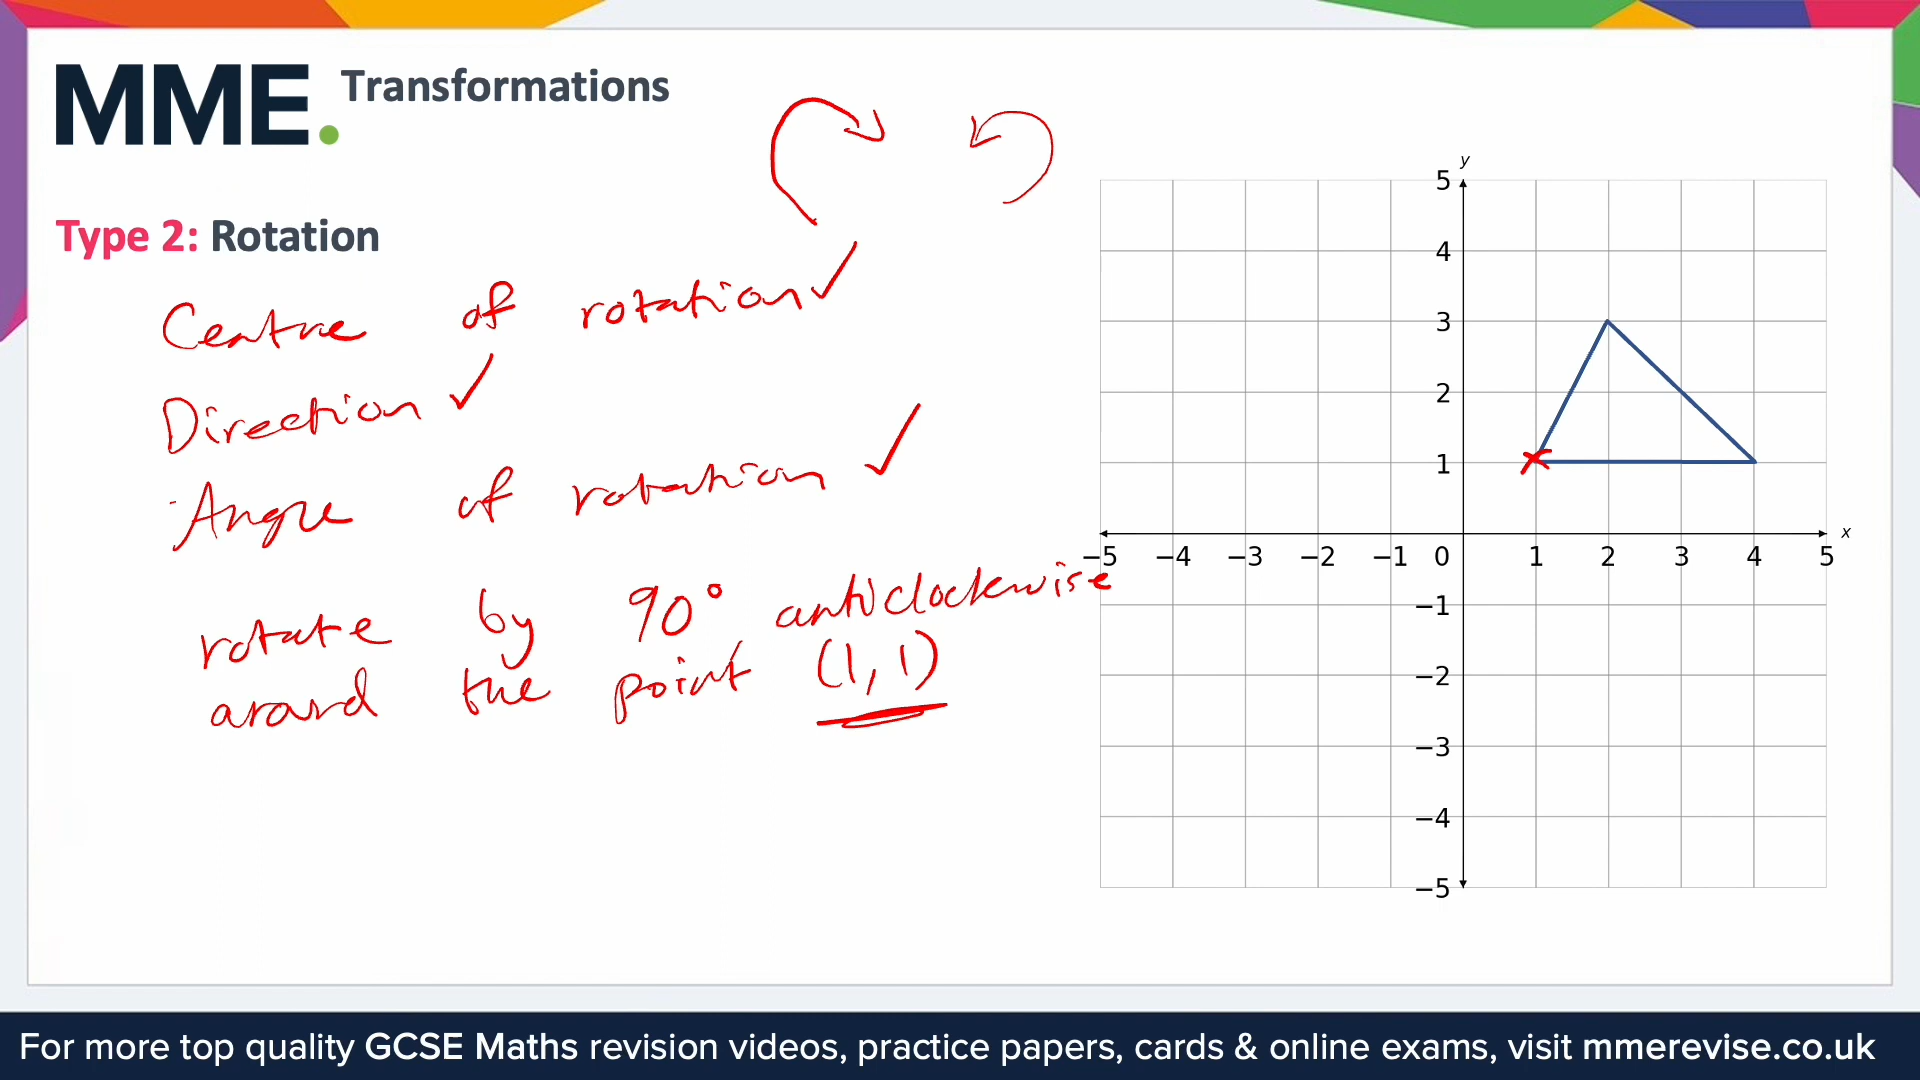 MME.
Transformations
Type 2: Rotation
Centre of rotation ✓
Direction ✓
Angle of rotation ✓
rotate by 90° anticlockwise
around the point (1,1)
y
5
4
3
2
1
x
−5 −4 −3 −2 −1 0 1 2 3 4 5
−1
−2
−3
−4
−5
For more top quality GCSE Maths revision videos, practice papers, cards & online exams, visit mmerevise.co.uk